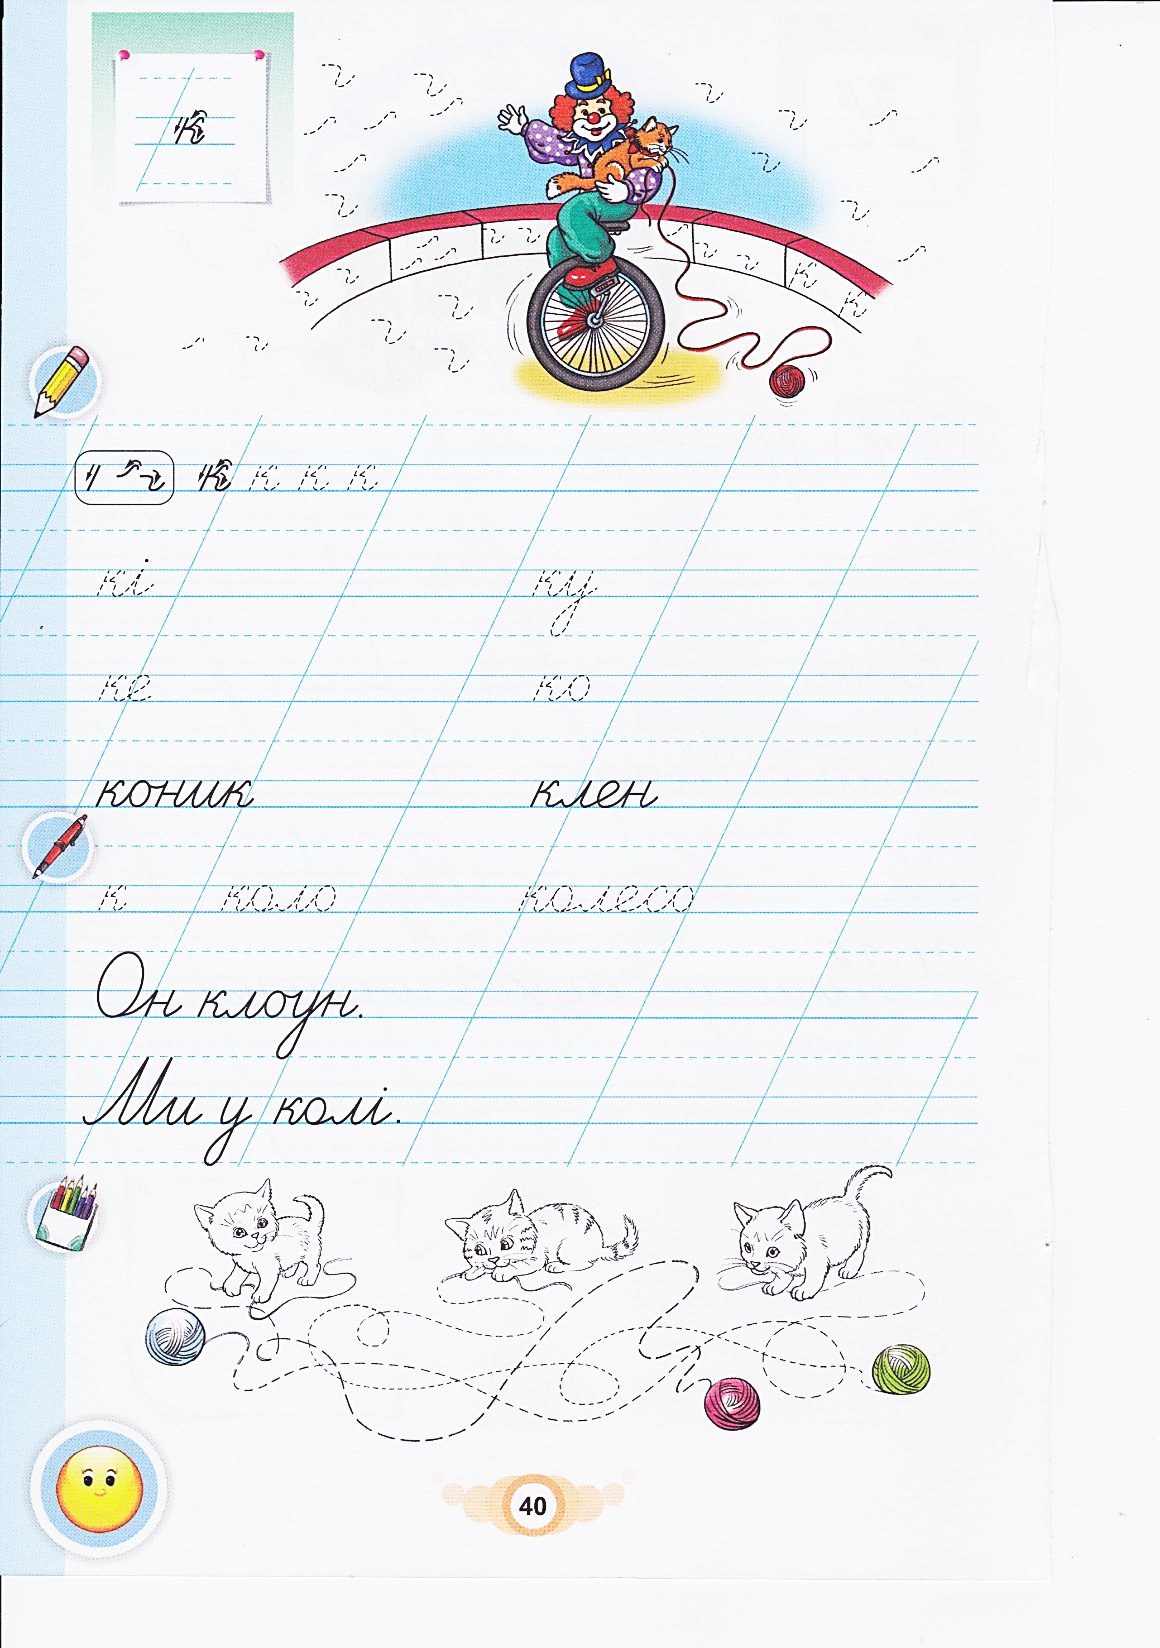 к
к к к к
кі ку
ке ко
коник клен
к коло колесо
Он клоун.
Ми у колі.
40